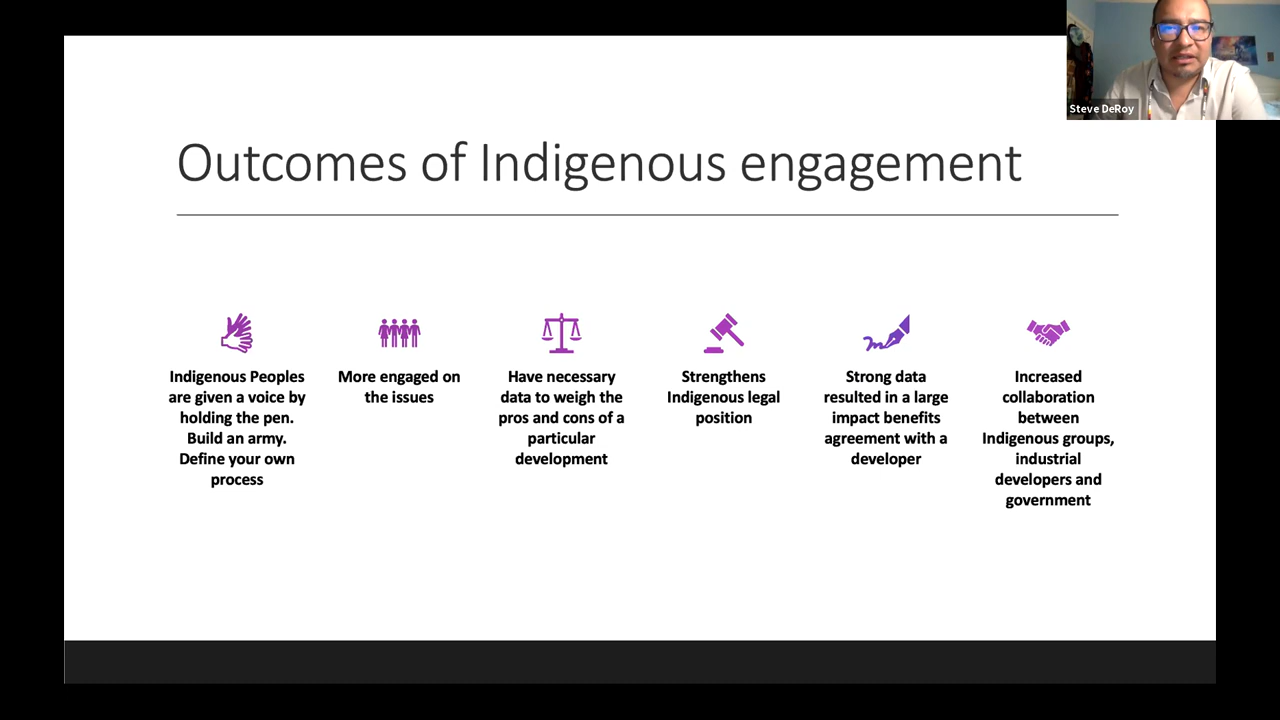 Steve DeRoy
Outcomes of Indigenous engagement
Indigenous Peoples
are given a voice by
holding the pen.
Build an army.
Define your own
process
More engaged on
the issues
Have necessary
data to weigh the
pros and cons of a
particular
development
Strengthens
Indigenous legal
position
Strong data
resulted in a large
impact benefits
agreement with a
developer
Increased
collaboration
between
Indigenous groups,
industrial
developers and
government